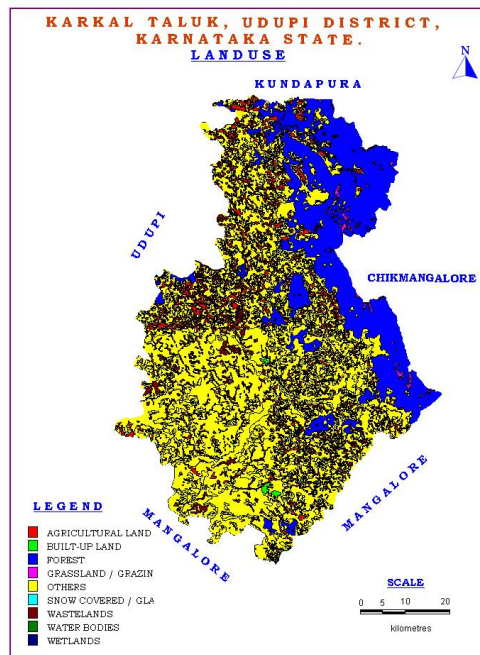 KARKAL TALUK, UDUPI DISTRICT,
KARNATAKA STATE.
LANDUSE
N
KUNDAPURA
UDUPI
CHIKMANGALORE
MANGALORE
MANGALORE
LEGEND
AGRICULTURAL LAND
BUILT-UP LAND
FOREST
GRASSLAND / GRAZIN
OTHERS
SNOW COVERED / GLA
WASTELANDS
WATER BODIES
WETLANDS
SCALE
0 10 20
kilometres